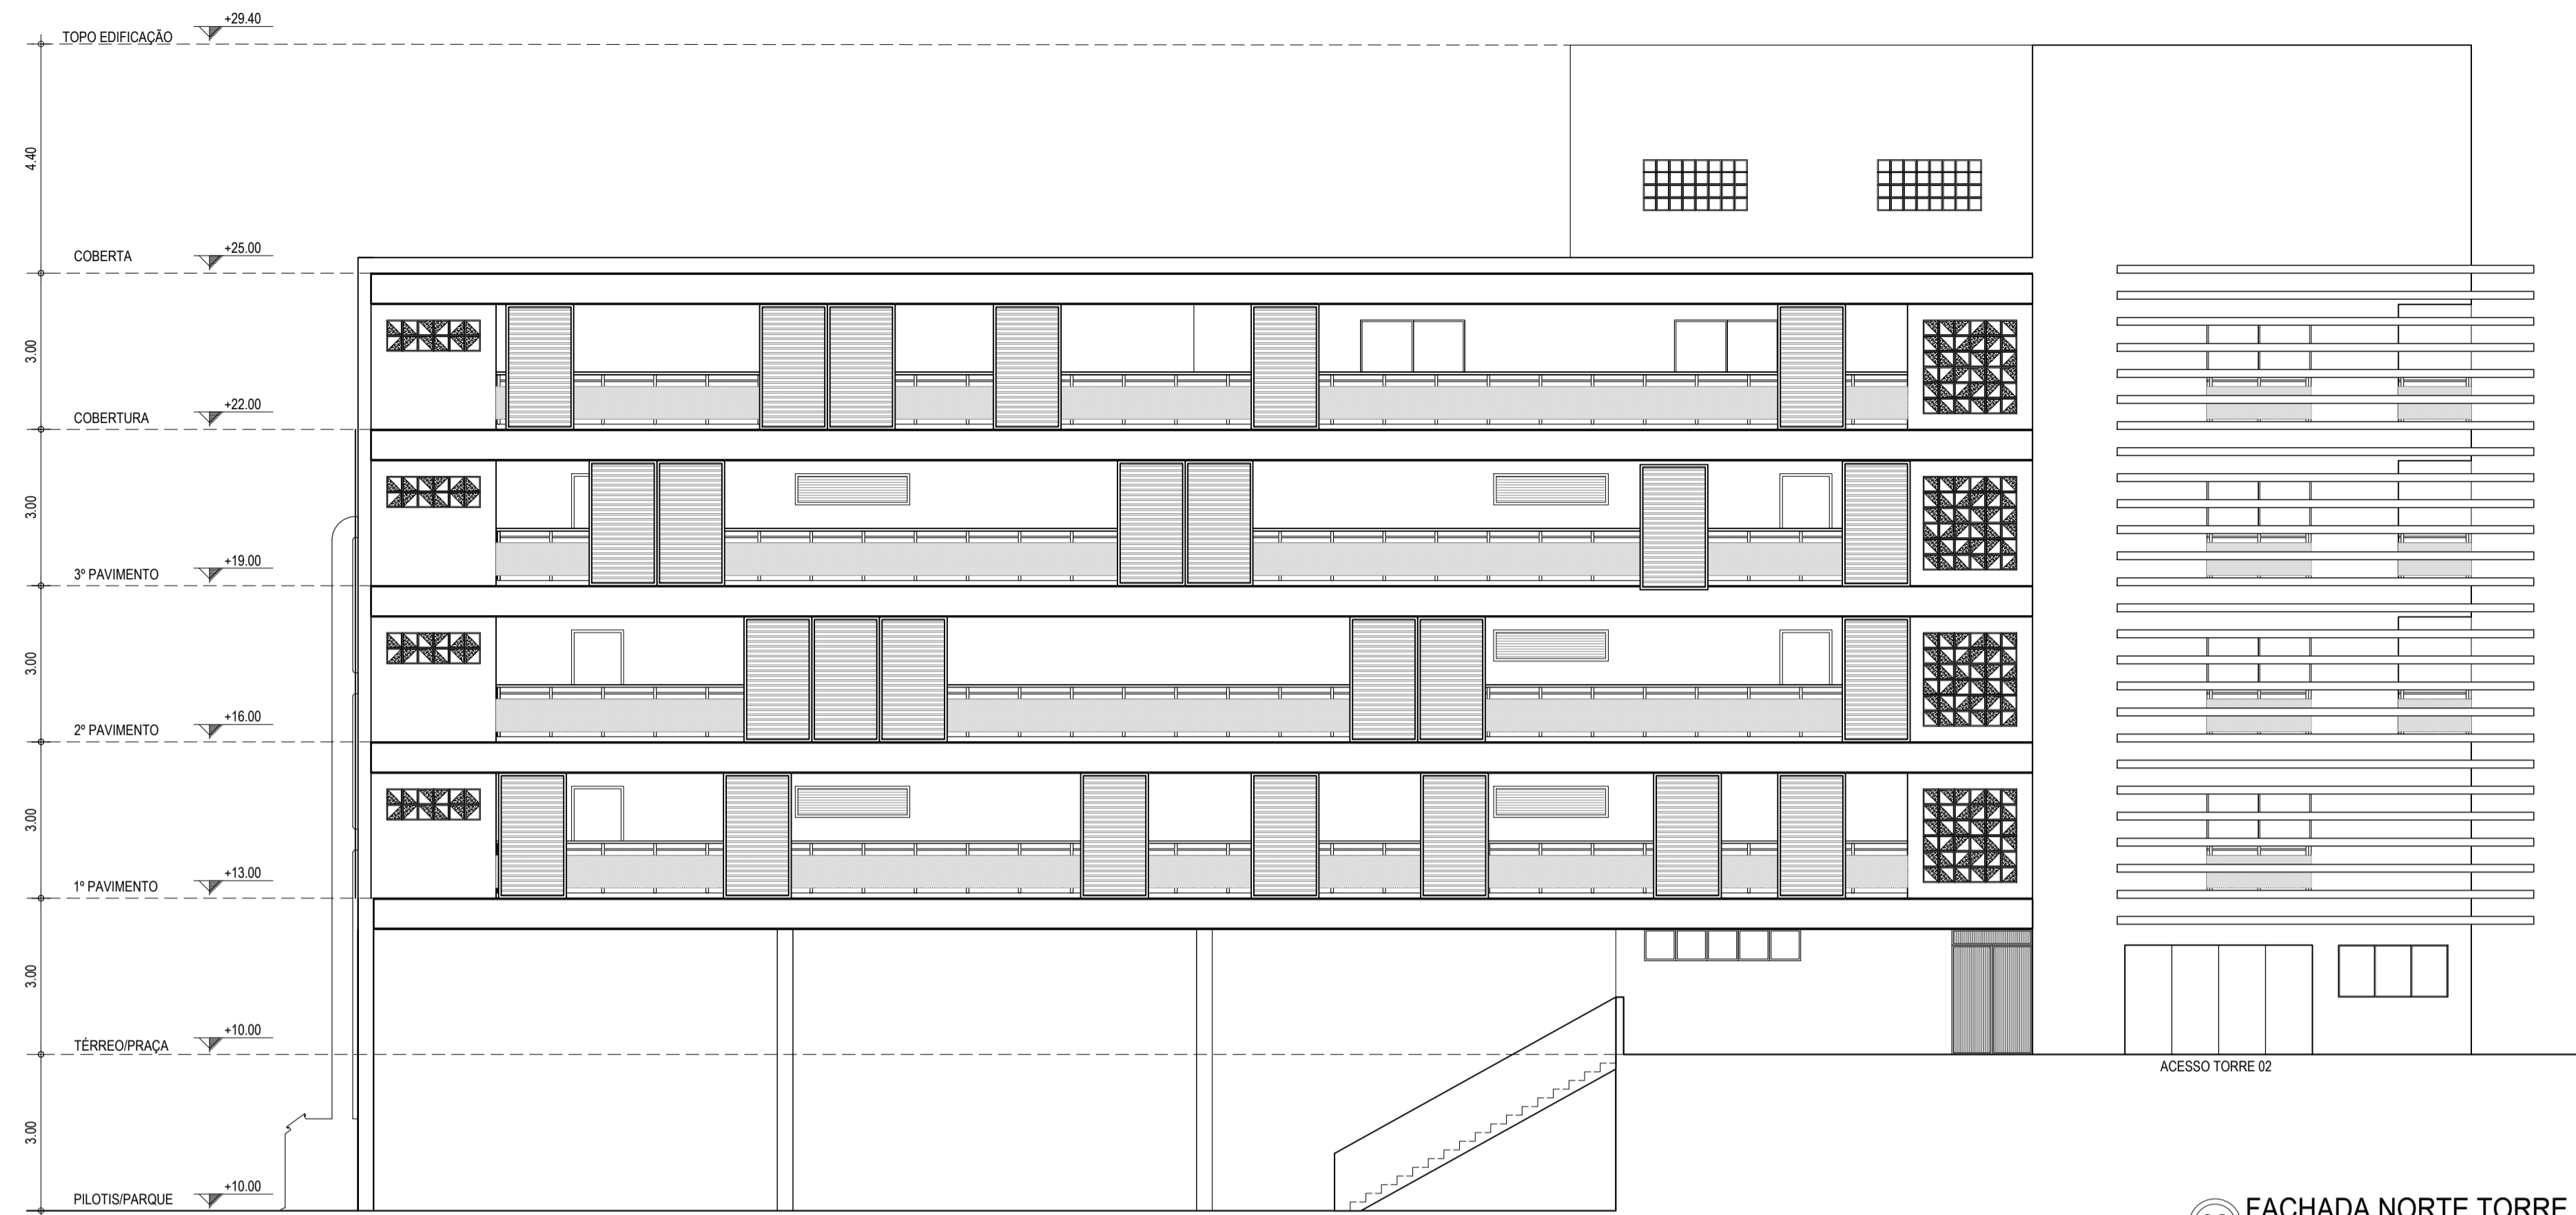 +29.40
TOPO EDIFICAÇÃO
4.40
+25.00
COBERTA
3.00
+22.00
COBERTURA
3.00
+19.00
3º PAVIMENTO
3.00
+16.00
2º PAVIMENTO
3.00
+13.00
1º PAVIMENTO
3.00
+10.00
TÉRREO/PRAÇA
ACESSO TORRE 02
3.00
+10.00
PILOTIS/PARQUE
FACHADA NORTE TORRE